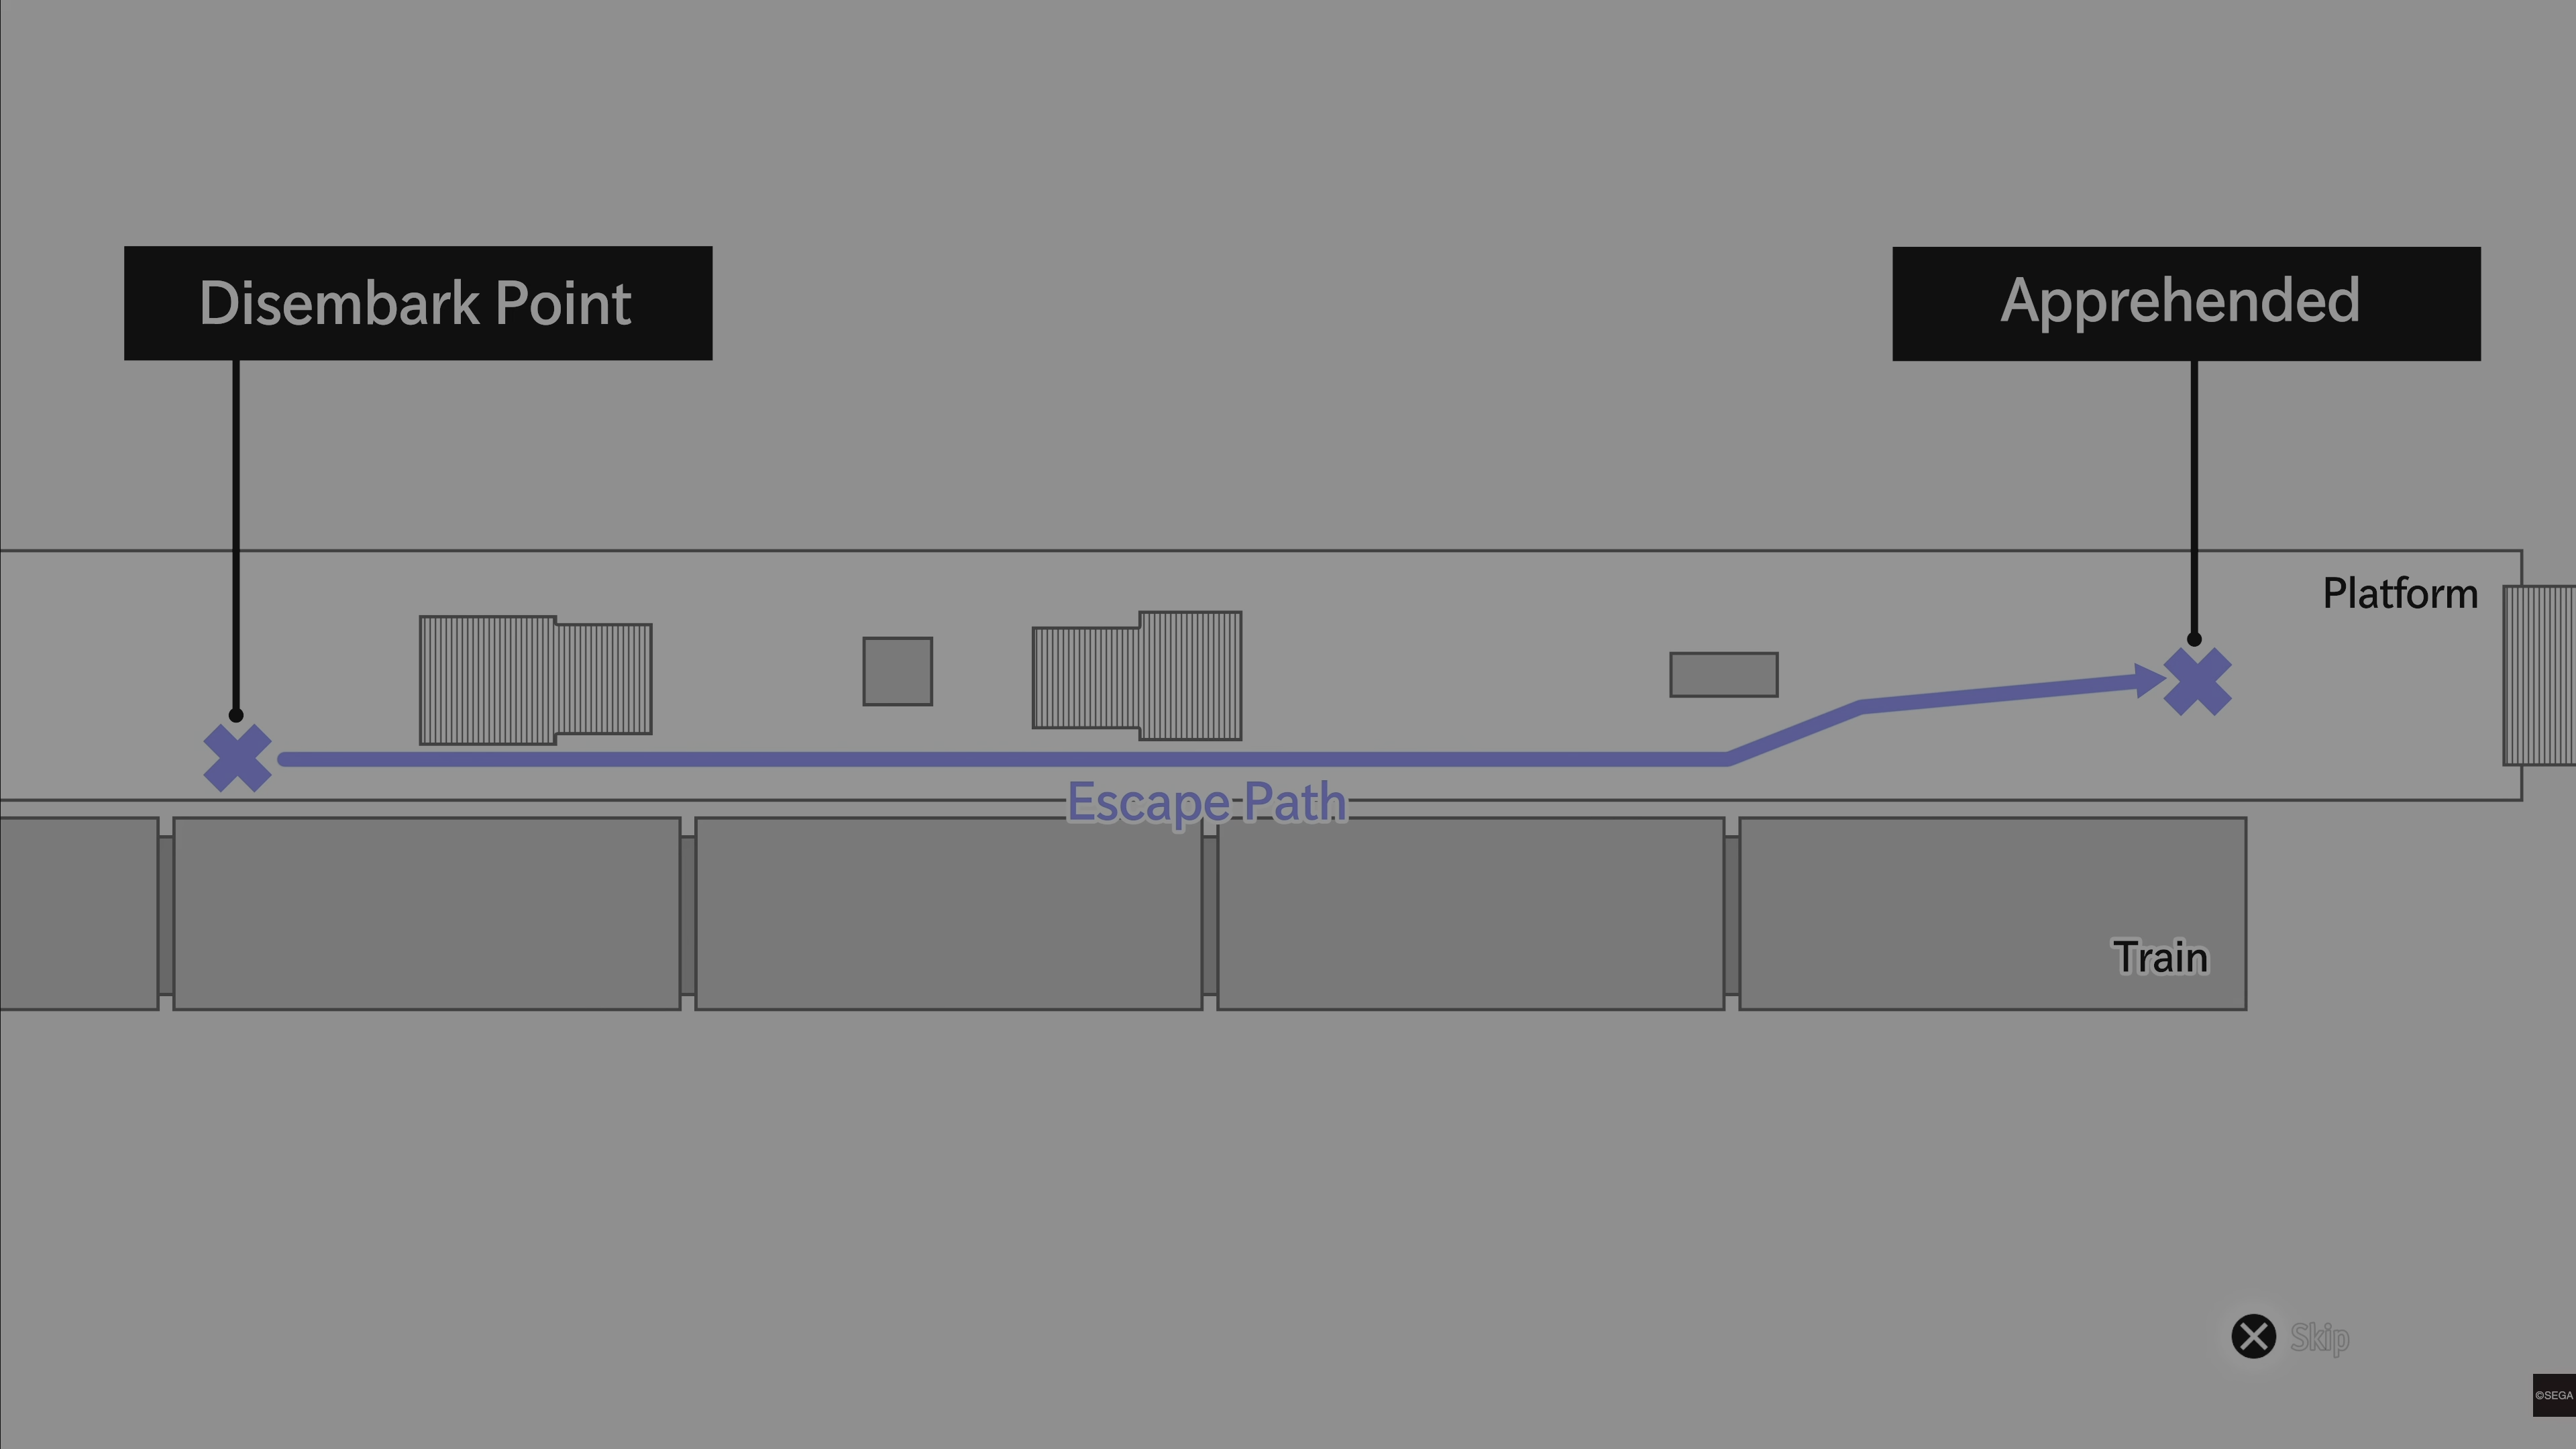 Disembark Point
Apprehended
Platform
Escape Path
Train
Skip
©SEGA